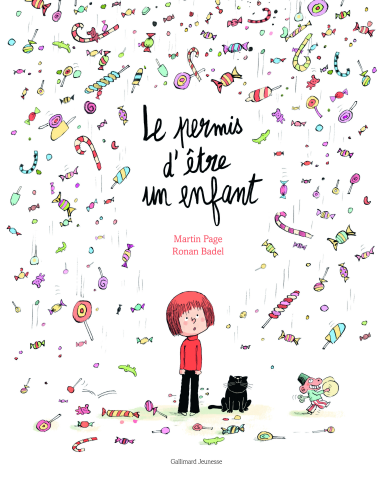 Le permis
d'être
un enfant
Martin Page
Ronan Badel
Gallimard Jeunesse